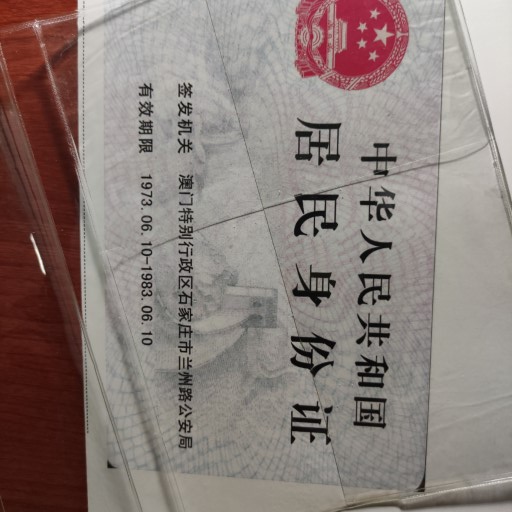 中华人民共和国
居民身份证
签发机关 澳门特别行政区石家庄市兰州路公安局
有效期限 1973.06.10-1983.06.10